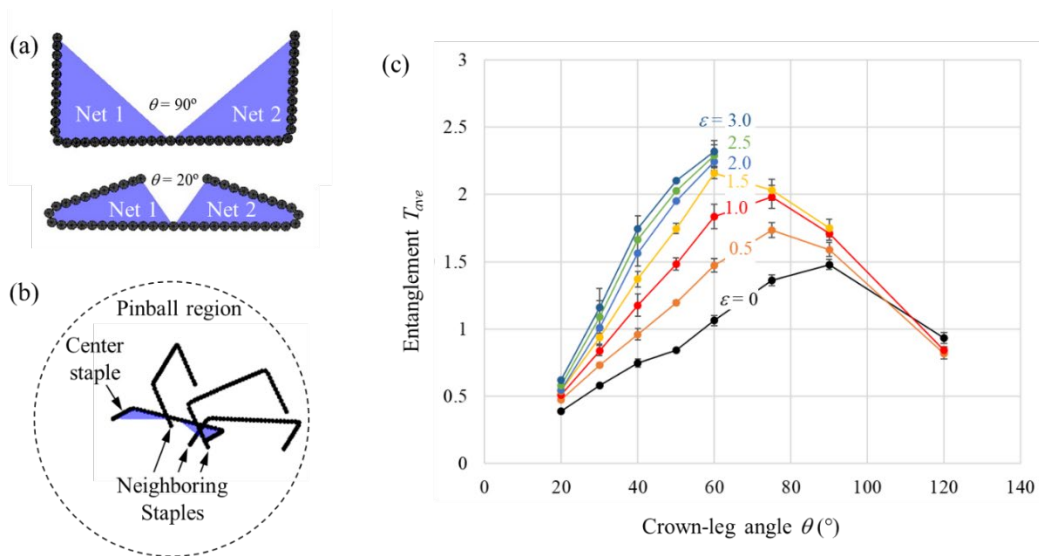 (a)
Net 1
θ = 90°
Net 2
θ = 20°
Net 1
Net 2
(b)
Pinball region
Center
staple
Neighboring
Staples
(c)
Entanglement Tave
3
2.5
2
1.5
1
0.5
0
ε = 3.0
2.5
2.0
1.5
1.0
0.5
ε = 0
0
20
40
60
80
100
120
140
Crown-leg angle θ (°)